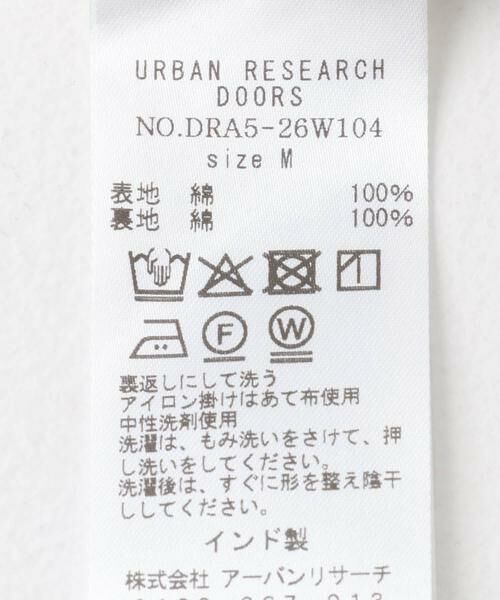 URBAN RESEARCH
DOORS
NO.DRA5-26W104
size M
表地 綿 100%
裏地 綿 100%
F W
裏返しにして洗う
アイロン掛けはあて布使用
中性洗剤使用
洗濯は、もみ洗いをさけて、押
し洗いをしてください。
洗濯後は、すぐに形を整え陰干
ししてください。
インド製
株式会社 アーバンリサーチ